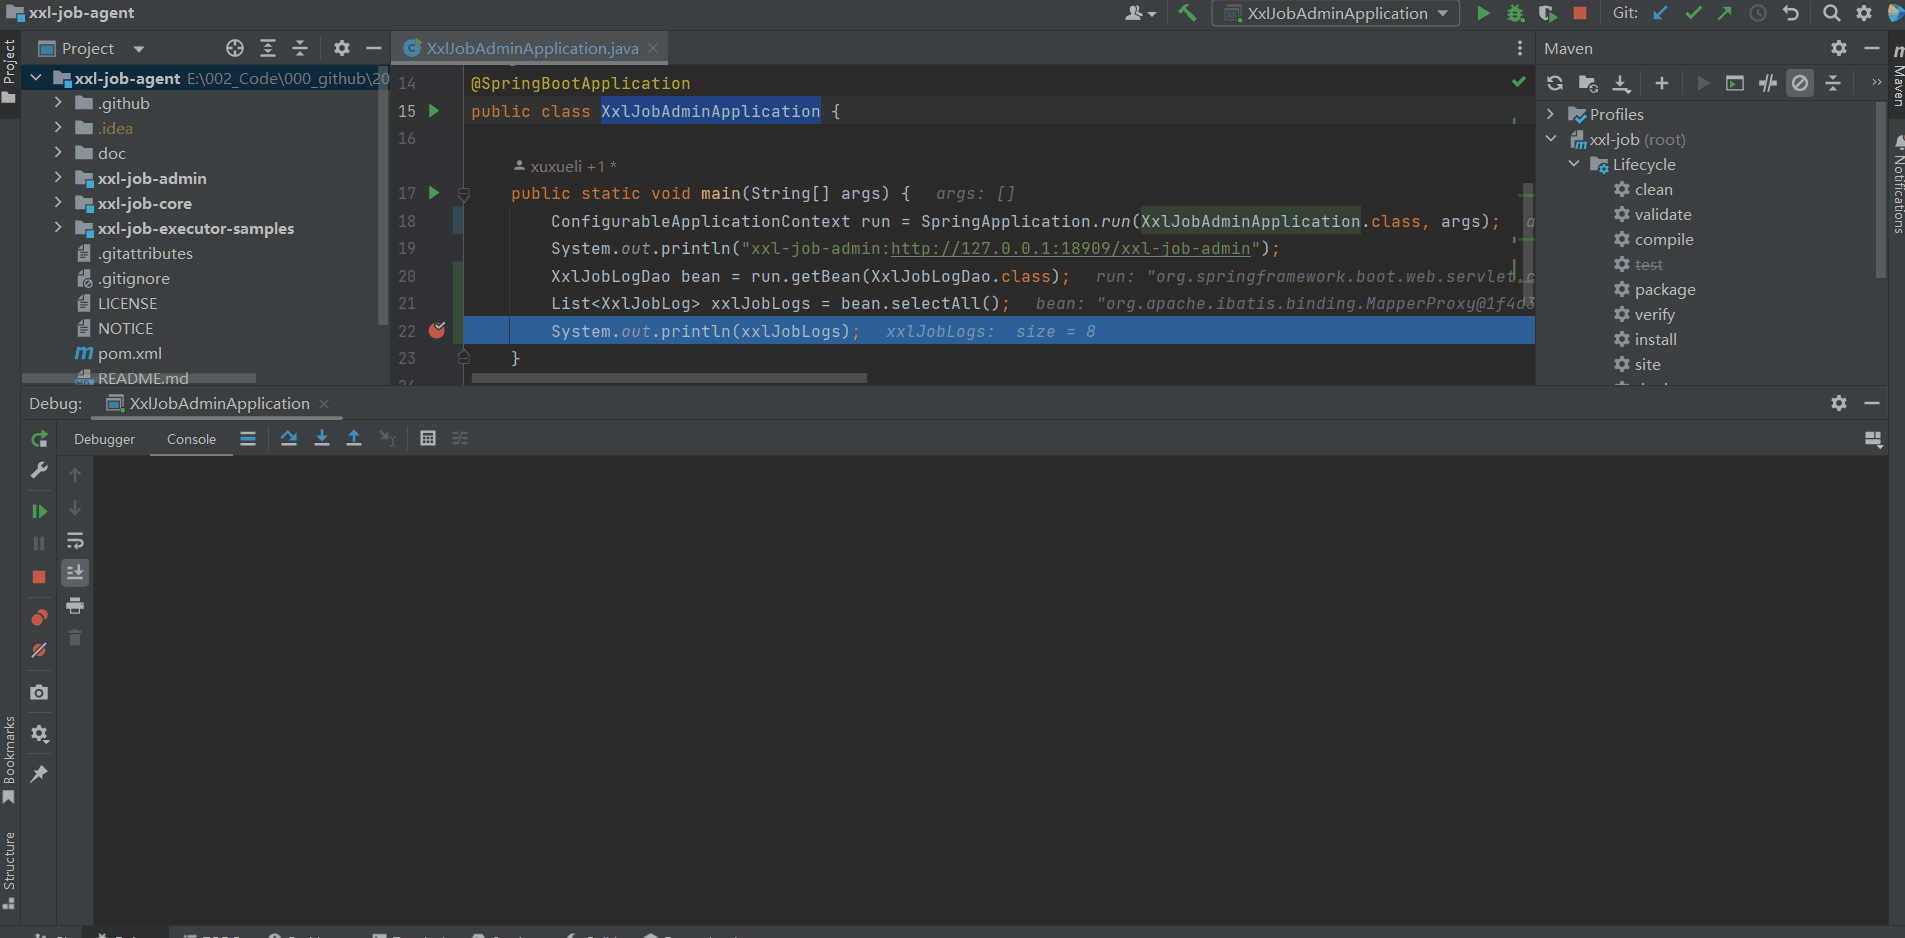 xxl-job-agent
XxlJobAdminApplication
Git:
Project
Project
XxlJobAdminApplication.java
Maven
Maven
Notifications
xxl-job-agent E:\002_Code\000_github\20
.github
.idea
doc
xxl-job-admin
xxl-job-core
xxl-job-executor-samples
.gitattributes
.gitignore
LICENSE
NOTICE
pom.xml
README.md
14 @SpringBootApplication
15 public class XxlJobAdminApplication {
16
xuxueli +1 *
17 public static void main(String[] args) { args: []
18 ConfigurableApplicationContext run = SpringApplication.run(XxlJobAdminApplication.class, args);
19 System.out.println("xxl-job-admin:http://127.0.0.1:18909/xxl-job-admin");
20 XxlJobLogDao bean = run.getBean(XxlJobLogDao.class); run: "org.springframework.boot.web.servlet.c
21 List<XxlJobLog> xxlJobLogs = bean.selectAll(); bean: "org.apache.ibatis.binding.MapperProxy@1f4d3
22 System.out.println(xxlJobLogs); xxlJobLogs: size = 8
23 }
Profiles
xxl-job (root)
Lifecycle
clean
validate
compile
test
package
verify
install
site
Debug: XxlJobAdminApplication
Debugger Console
Bookmarks
Structure